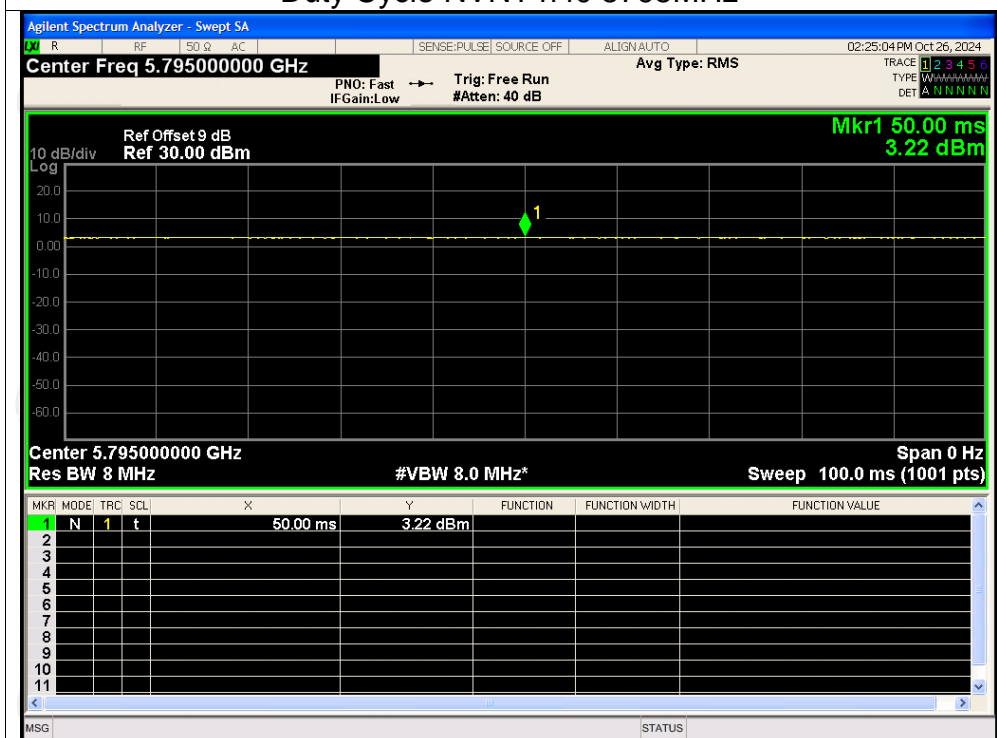 Agilent Spectrum Analyzer - Swept SA
LXI R RF 50 Ω AC SENSE:PULSE SOURCE OFF ALIGN AUTO 02:25:04 PM Oct 26, 2024
Center Freq 5.795000000 GHz
PNO: Fast
IFGain:Low
Trig: Free Run
#Atten: 40 dB
Avg Type: RMS
TRACE 1 2 3 4 5 6
TYPE
DET A N N N N N
Mkr1 50.00 ms
3.22 dBm
Ref Offset 9 dB
10 dB/div Ref 30.00 dBm
Log
20.0
10.0
1
0.00
-10.0
-20.0
-30.0
-40.0
-50.0
-60.0
Center 5.795000000 GHz Span 0 Hz
Res BW 8 MHz #VBW 8.0 MHz* Sweep 100.0 ms (1001 pts)
MKR MODE TRC SCL X Y FUNCTION FUNCTION WIDTH FUNCTION VALUE
1 N 1 t 50.00 ms 3.22 dBm
2
3
4
5
6
7
8
9
10
11
MSG STATUS